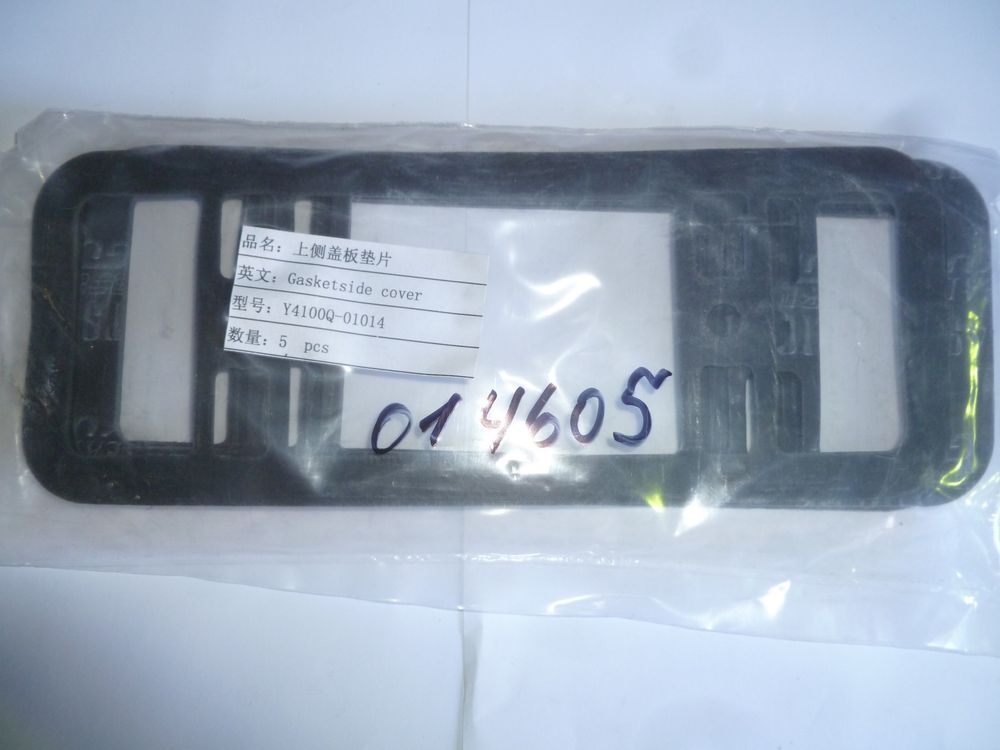 品名: 上侧盖板垫片
英文: Gasketside cover
型号: Y4100Q-01014
数量: 5 pcs
014605